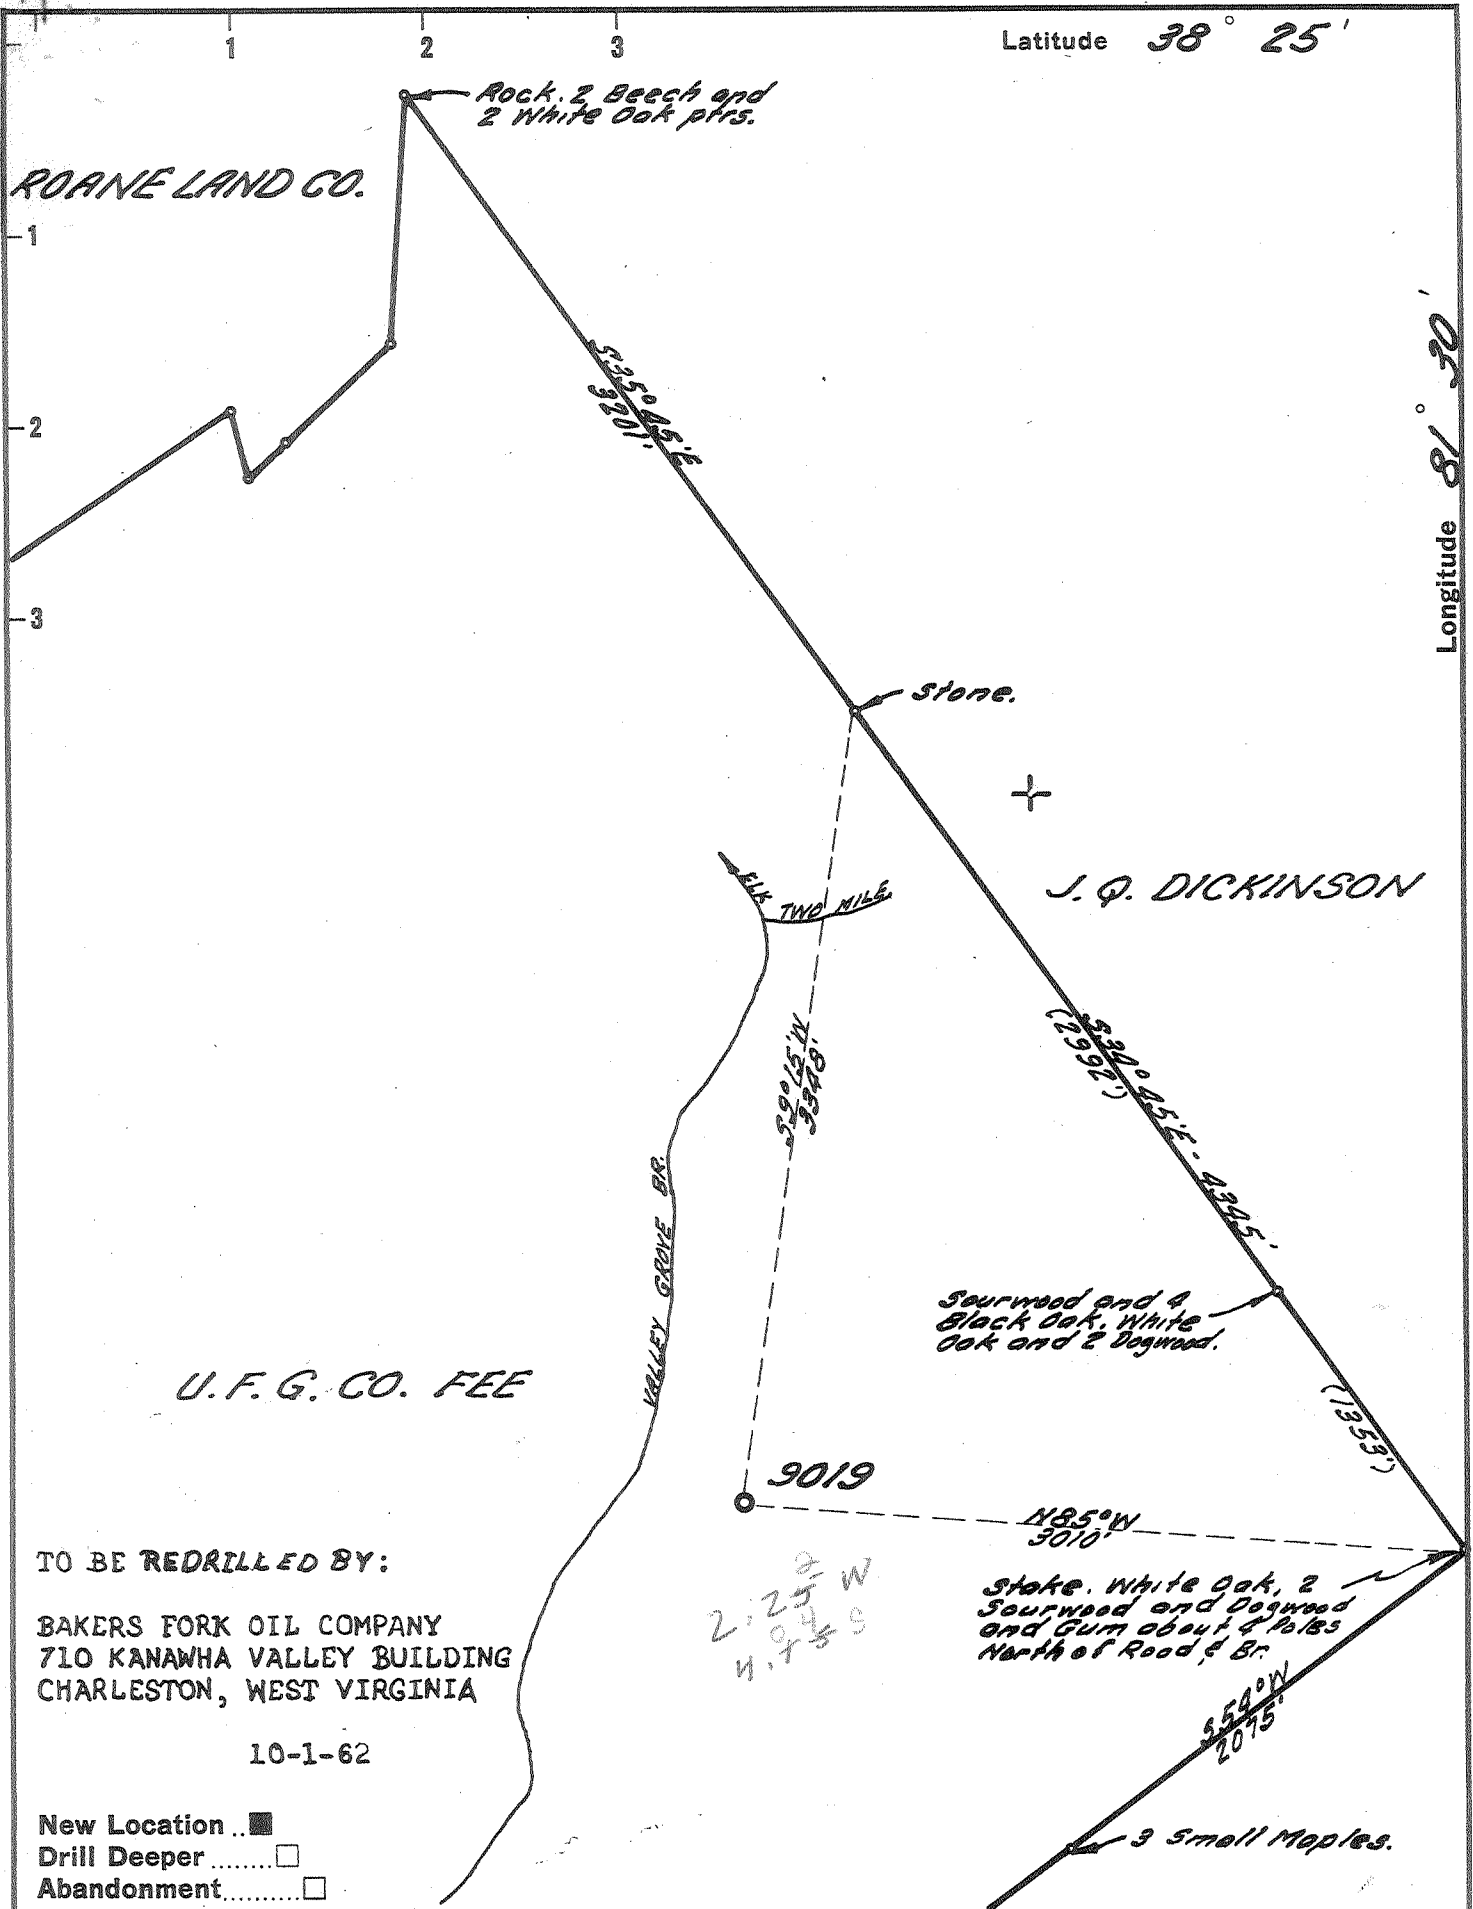 1 2 3
Latitude 38° 25'
Rock. 2 Beech and
2 White Oak ptrs.
ROANE LAND CO.
1
2
3
Longitude 81° 30'
S35°45'E
3201'
Stone.
ELK TWO MILE
J. Q. DICKINSON
S34°45'E - 4345'
(2992')
S9°15'W
3348'
VALLEY GROVE BR.
Sourwood and 4
Black Oak. White
Oak and 2 Dogwood.
U. F. G. CO. FEE
(1353')
9019
N85°W
3010'
TO BE REDRILLED BY:
BAKERS FORK OIL COMPANY
710 KANAWHA VALLEY BUILDING
CHARLESTON, WEST VIRGINIA
10-1-62
Stake. White Oak, 2
Sourwood and Dogwood
and Gum about 4 Poles
North of Road & Br.
S54°W
2075'
3 Small Maples.
New Location ..■
Drill Deeper ........□
Abandonment..........□